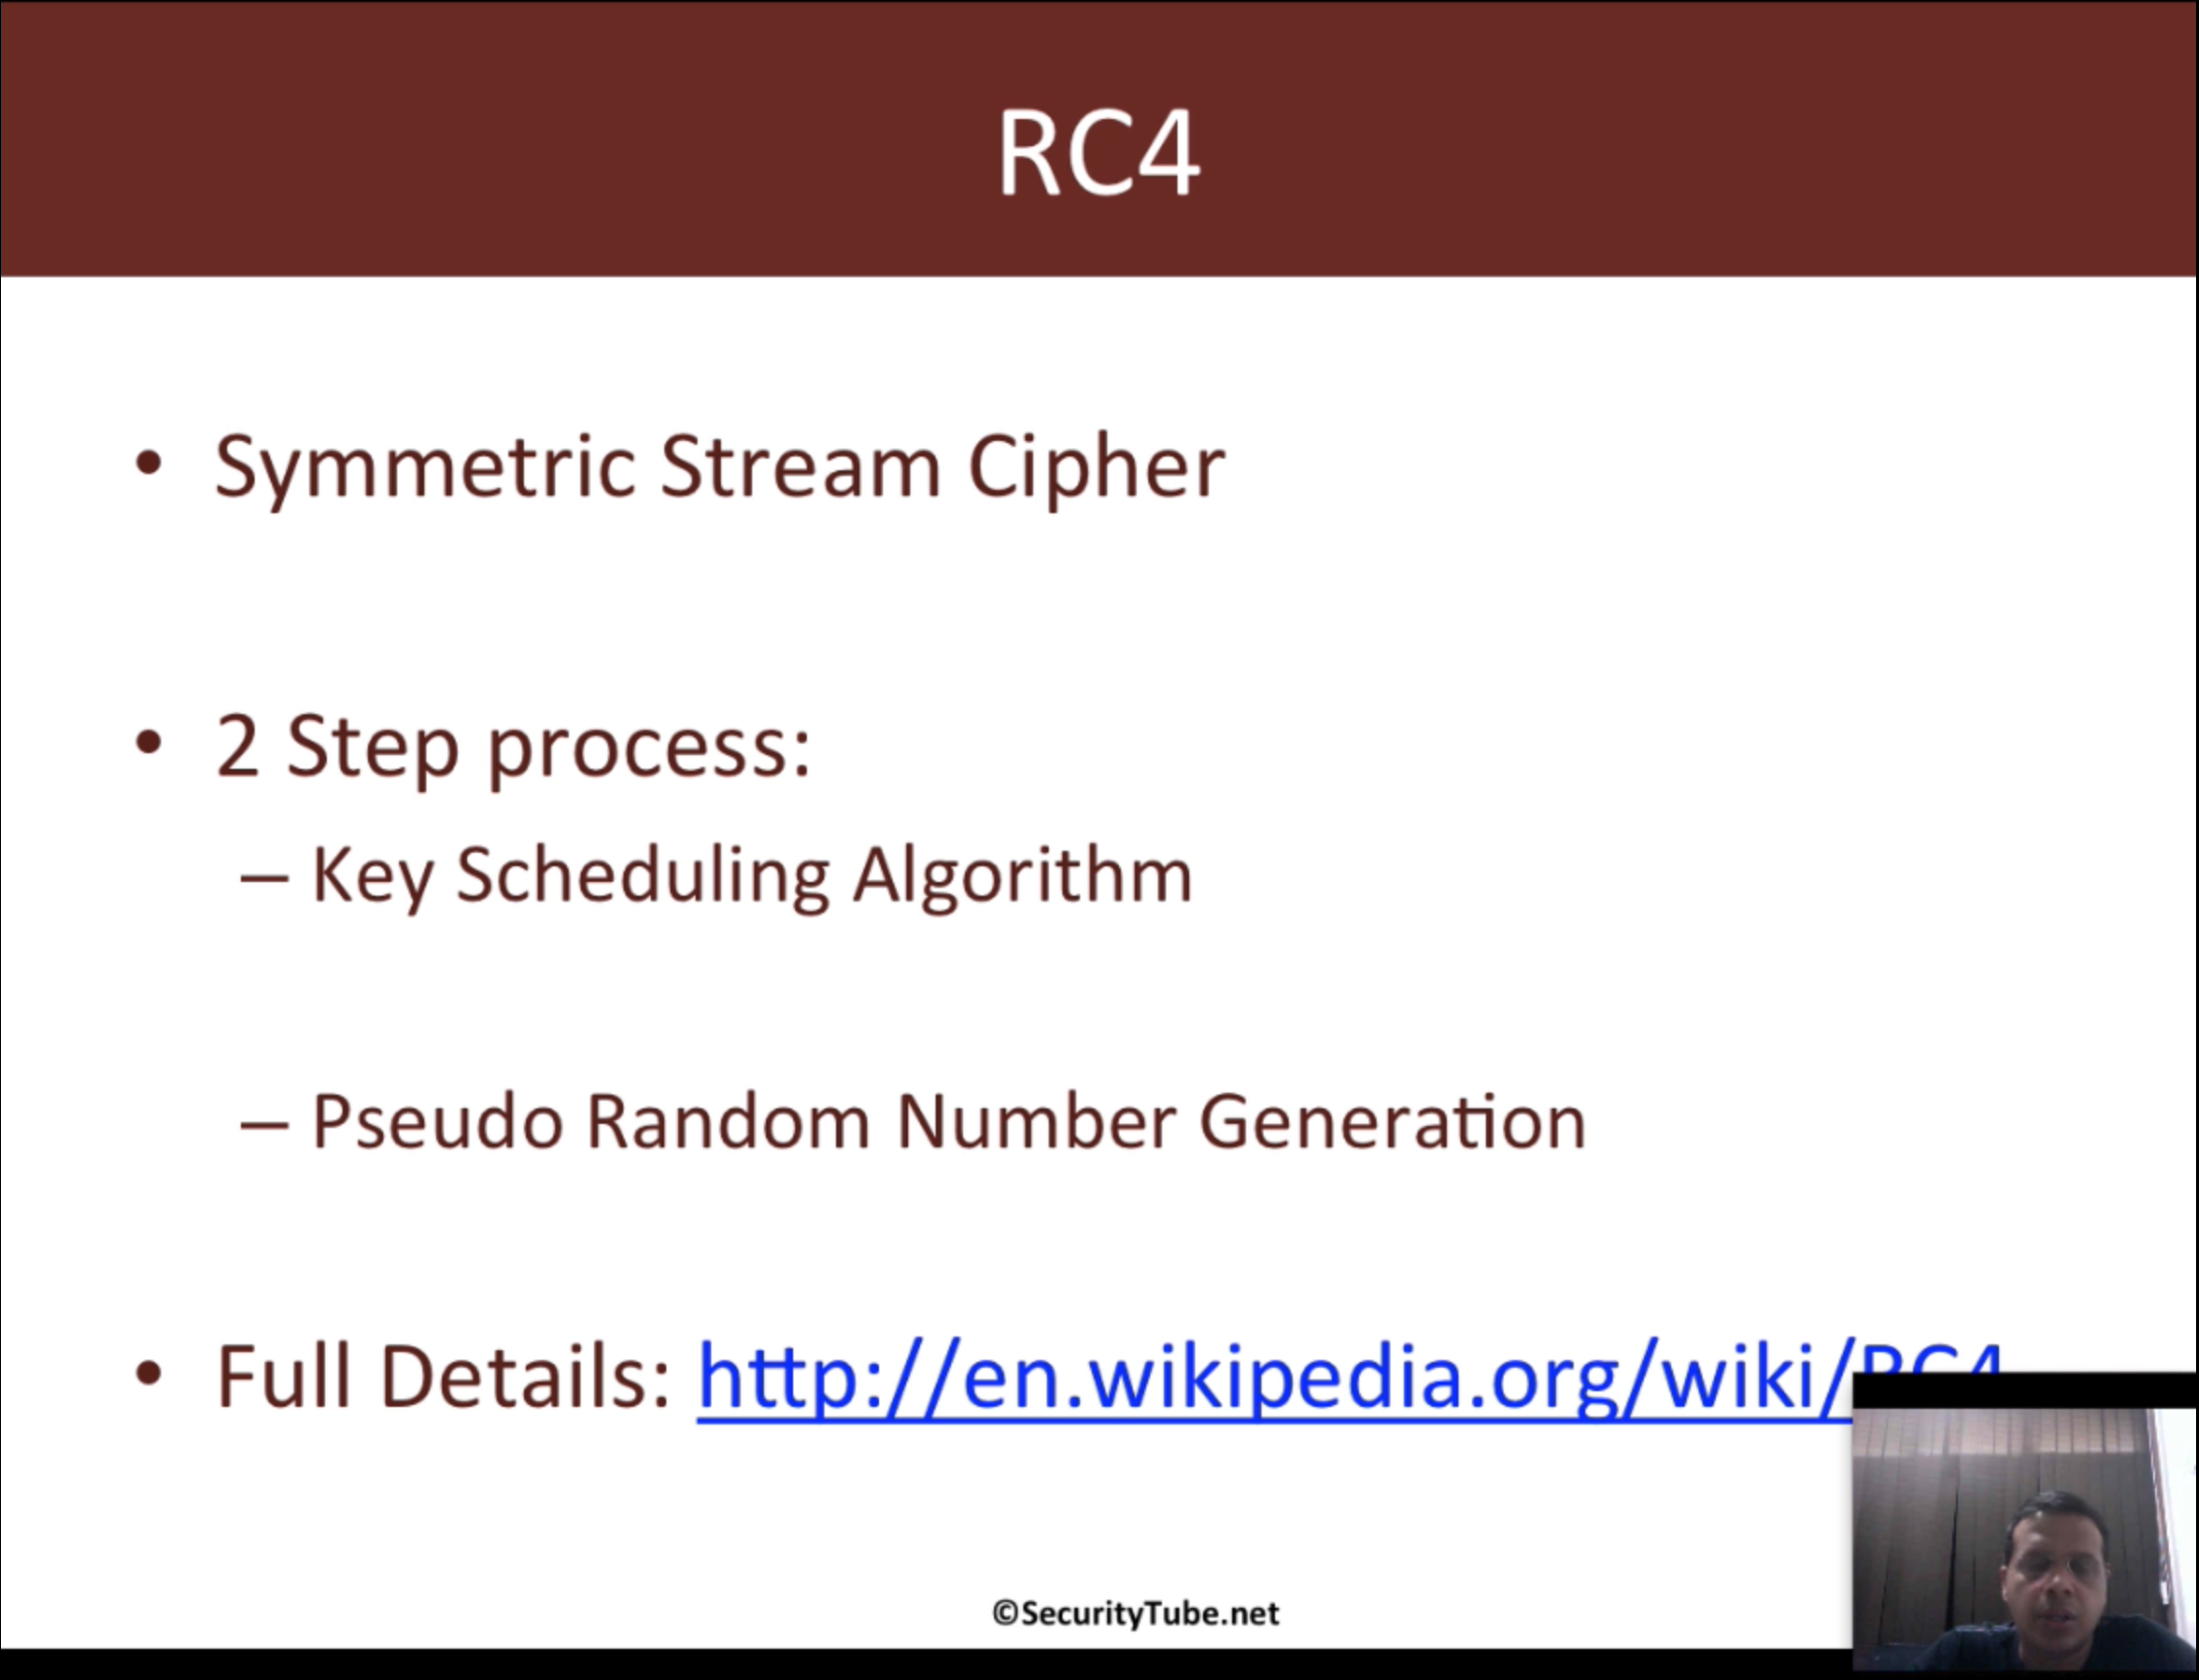 RC4
• Symmetric Stream Cipher
• 2 Step process:
– Key Scheduling Algorithm
– Pseudo Random Number Generation
• Full Details: http://en.wikipedia.org/wiki/RC4
©SecurityTube.net